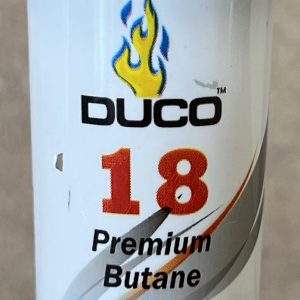 DUCO™
18
Premium
Butane